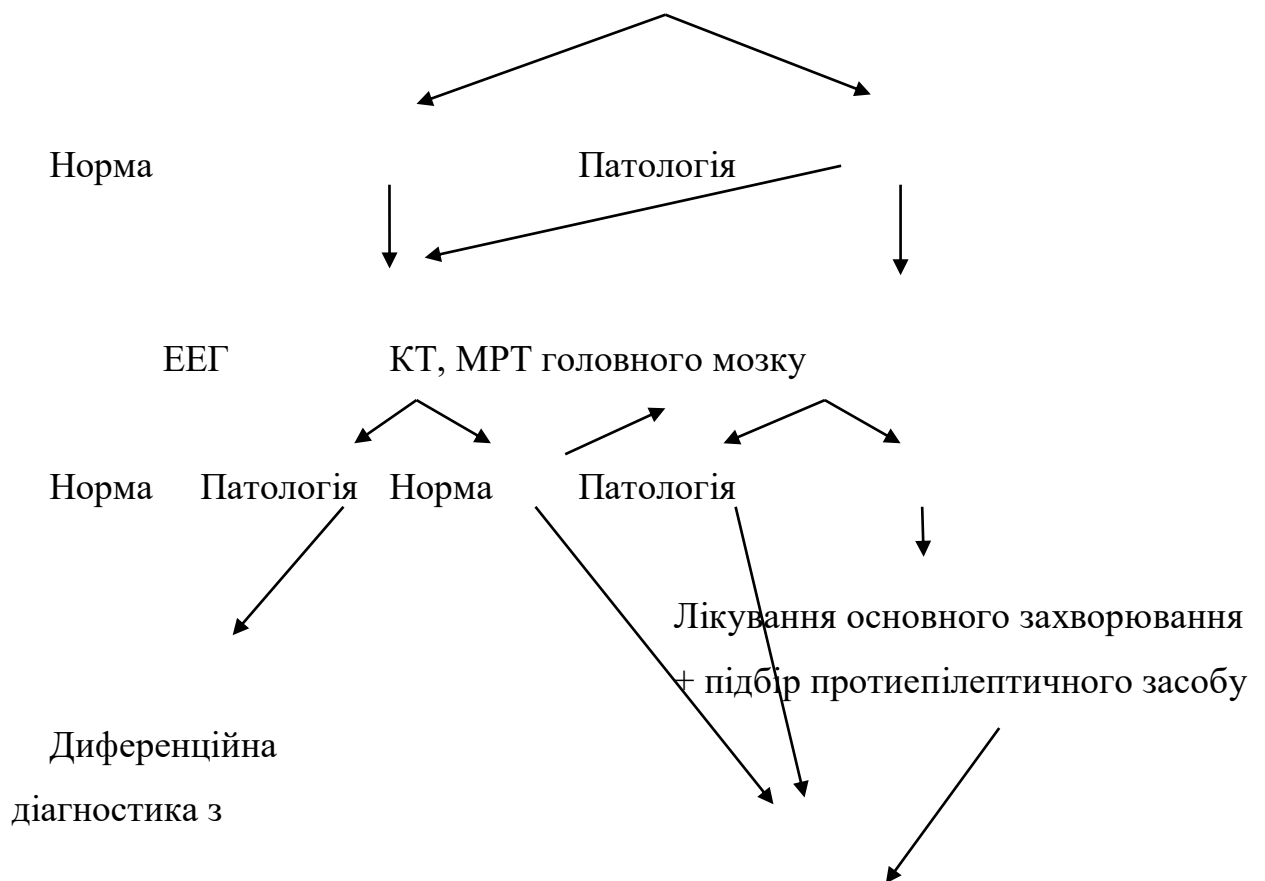 Норма Патологія
ЕЕГ КТ, МРТ головного мозку
Норма Патологія Норма Патологія
Лікування основного захворювання
+ підбір протиепілептичного засобу
Диференційна
діагностика з